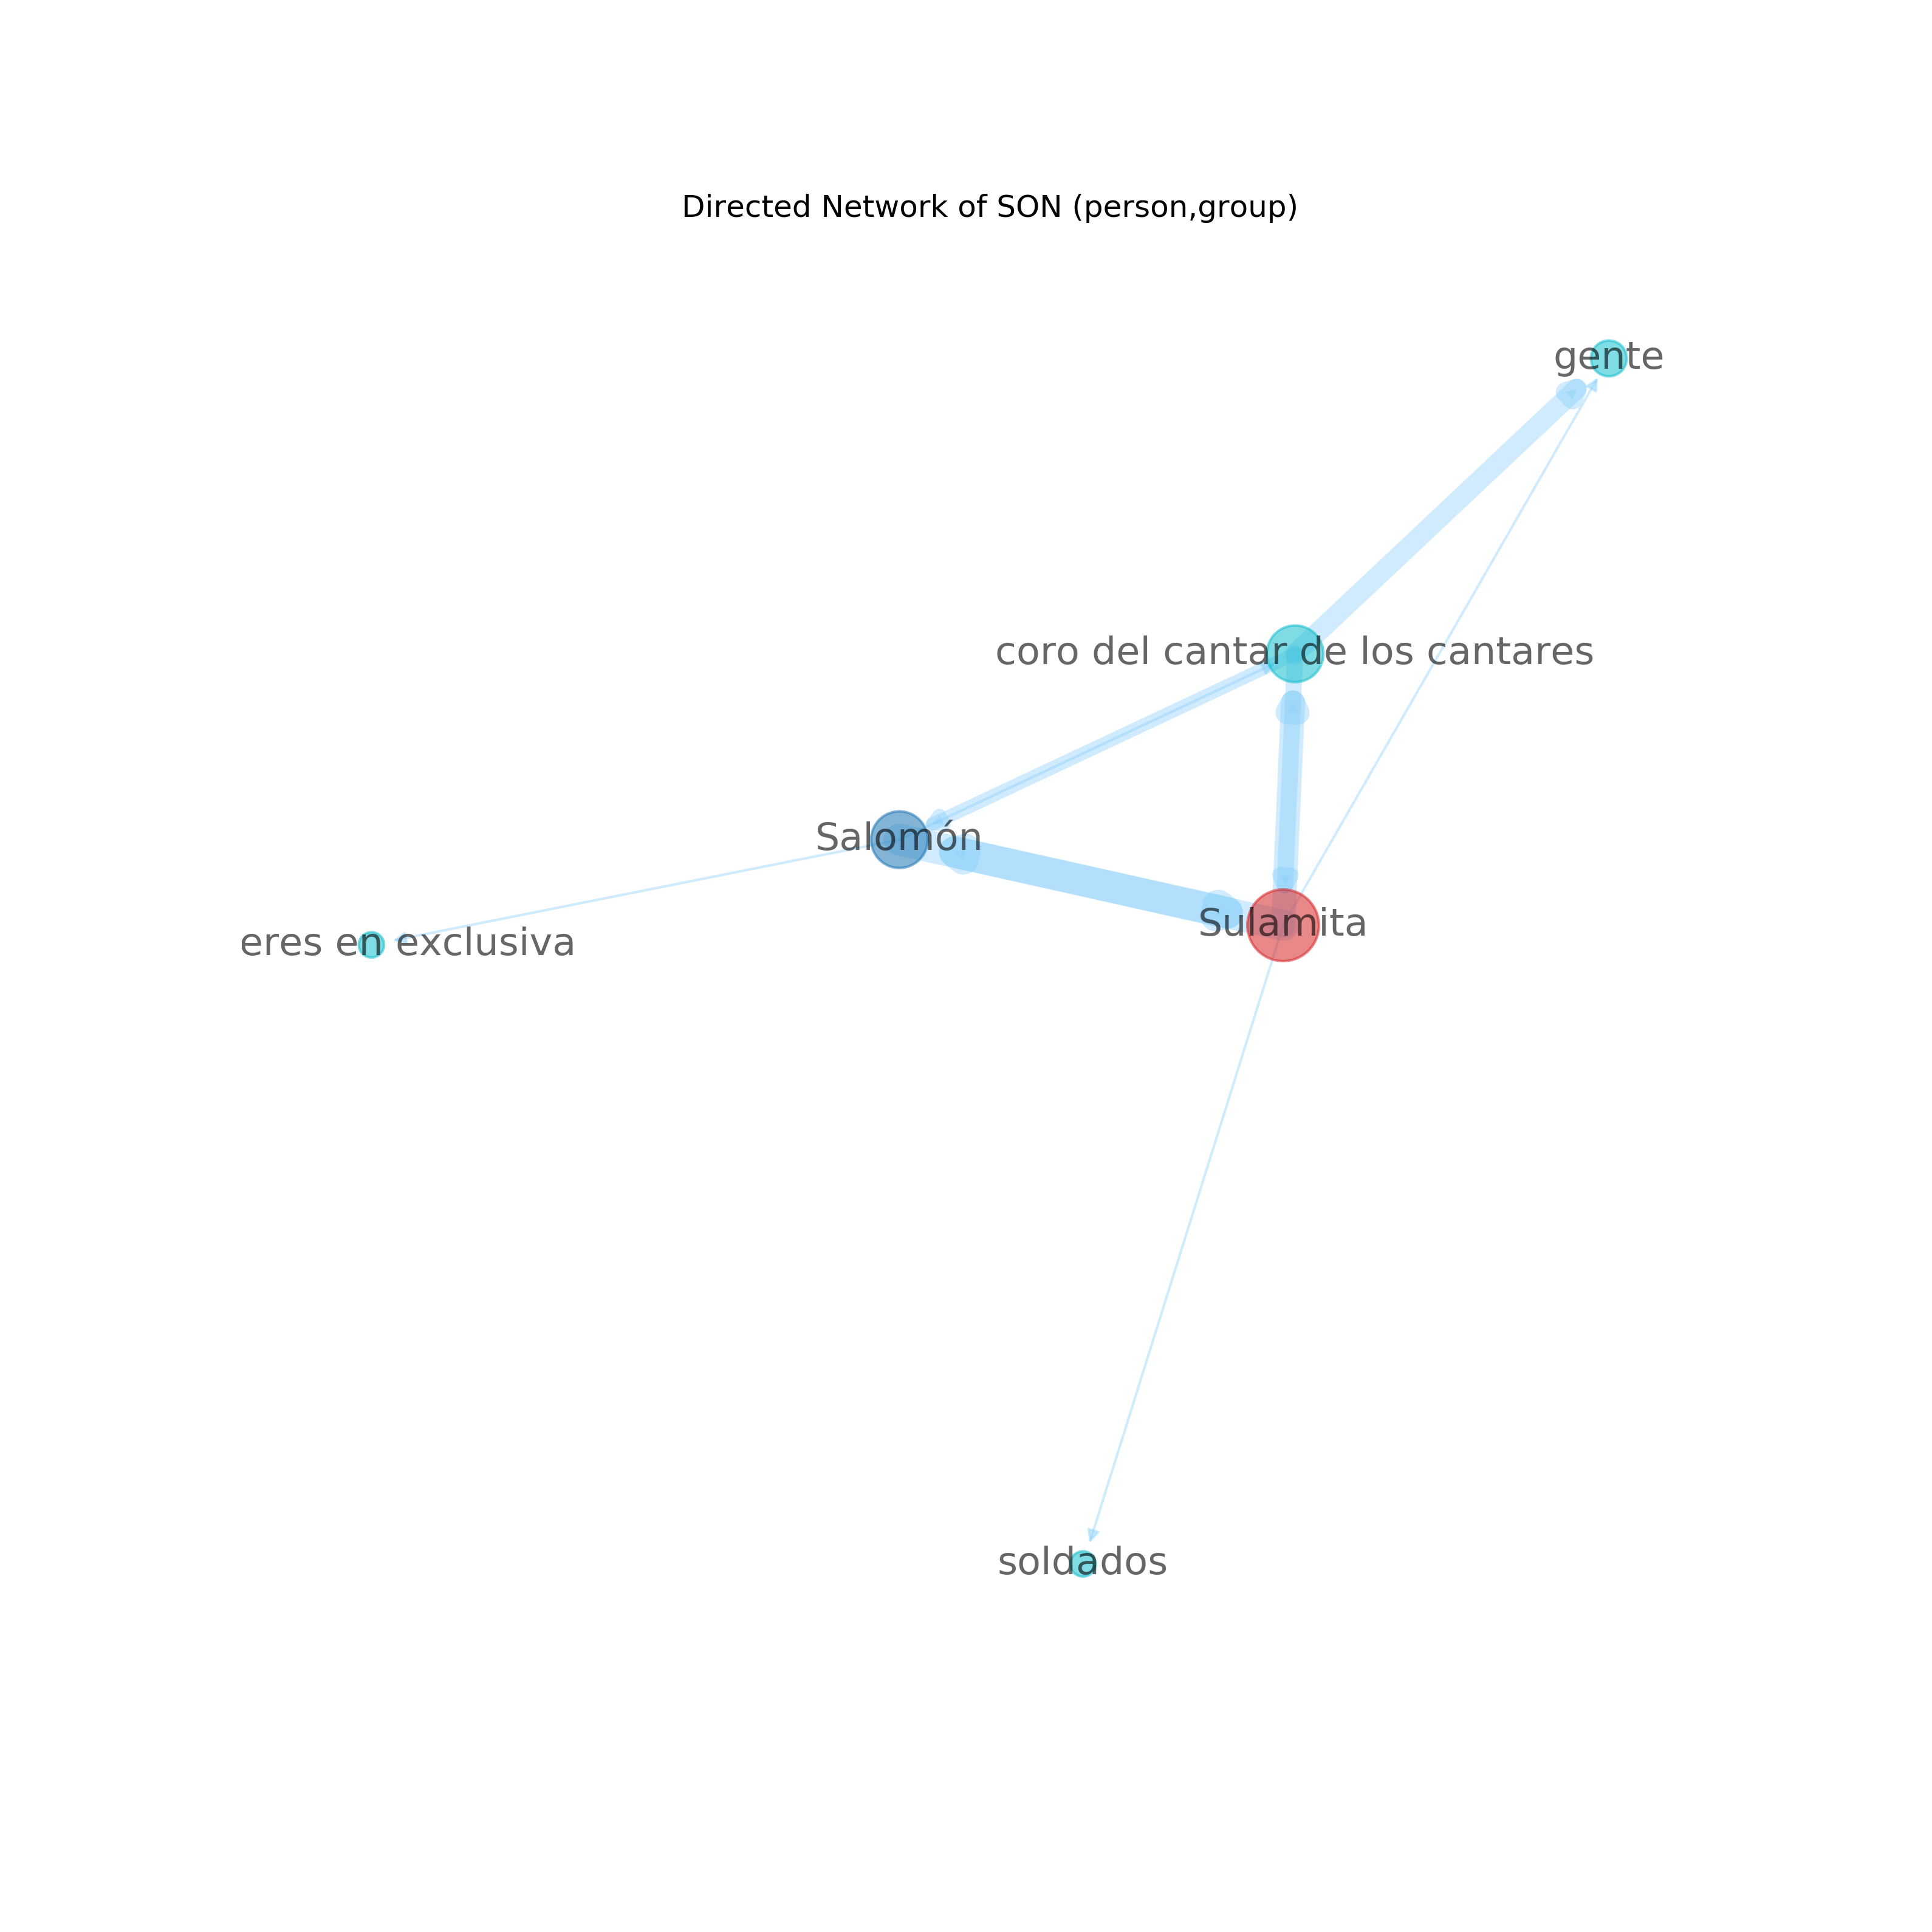 Directed Network of SON (person,group)
gente
coro del cantar de los cantares
Salomón
Sulamita
eres en exclusiva
soldados